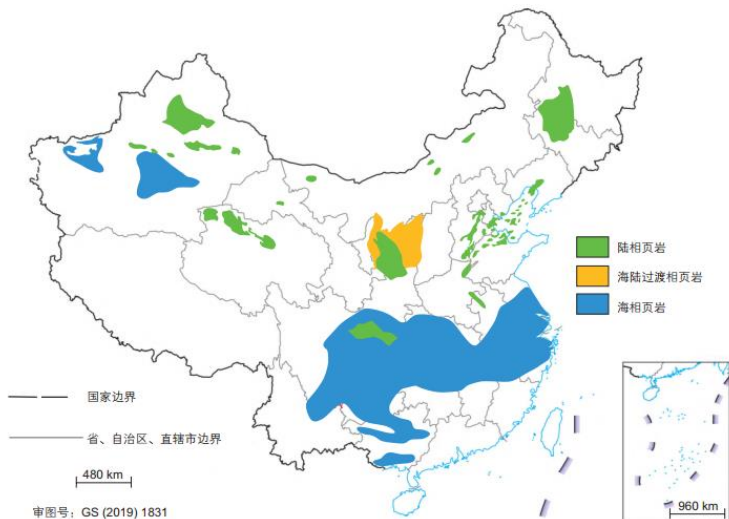 陆相页岩
海陆过渡相页岩
海相页岩
国家边界
省、自治区、直辖市边界
480 km
审图号：GS (2019) 1831
960 km